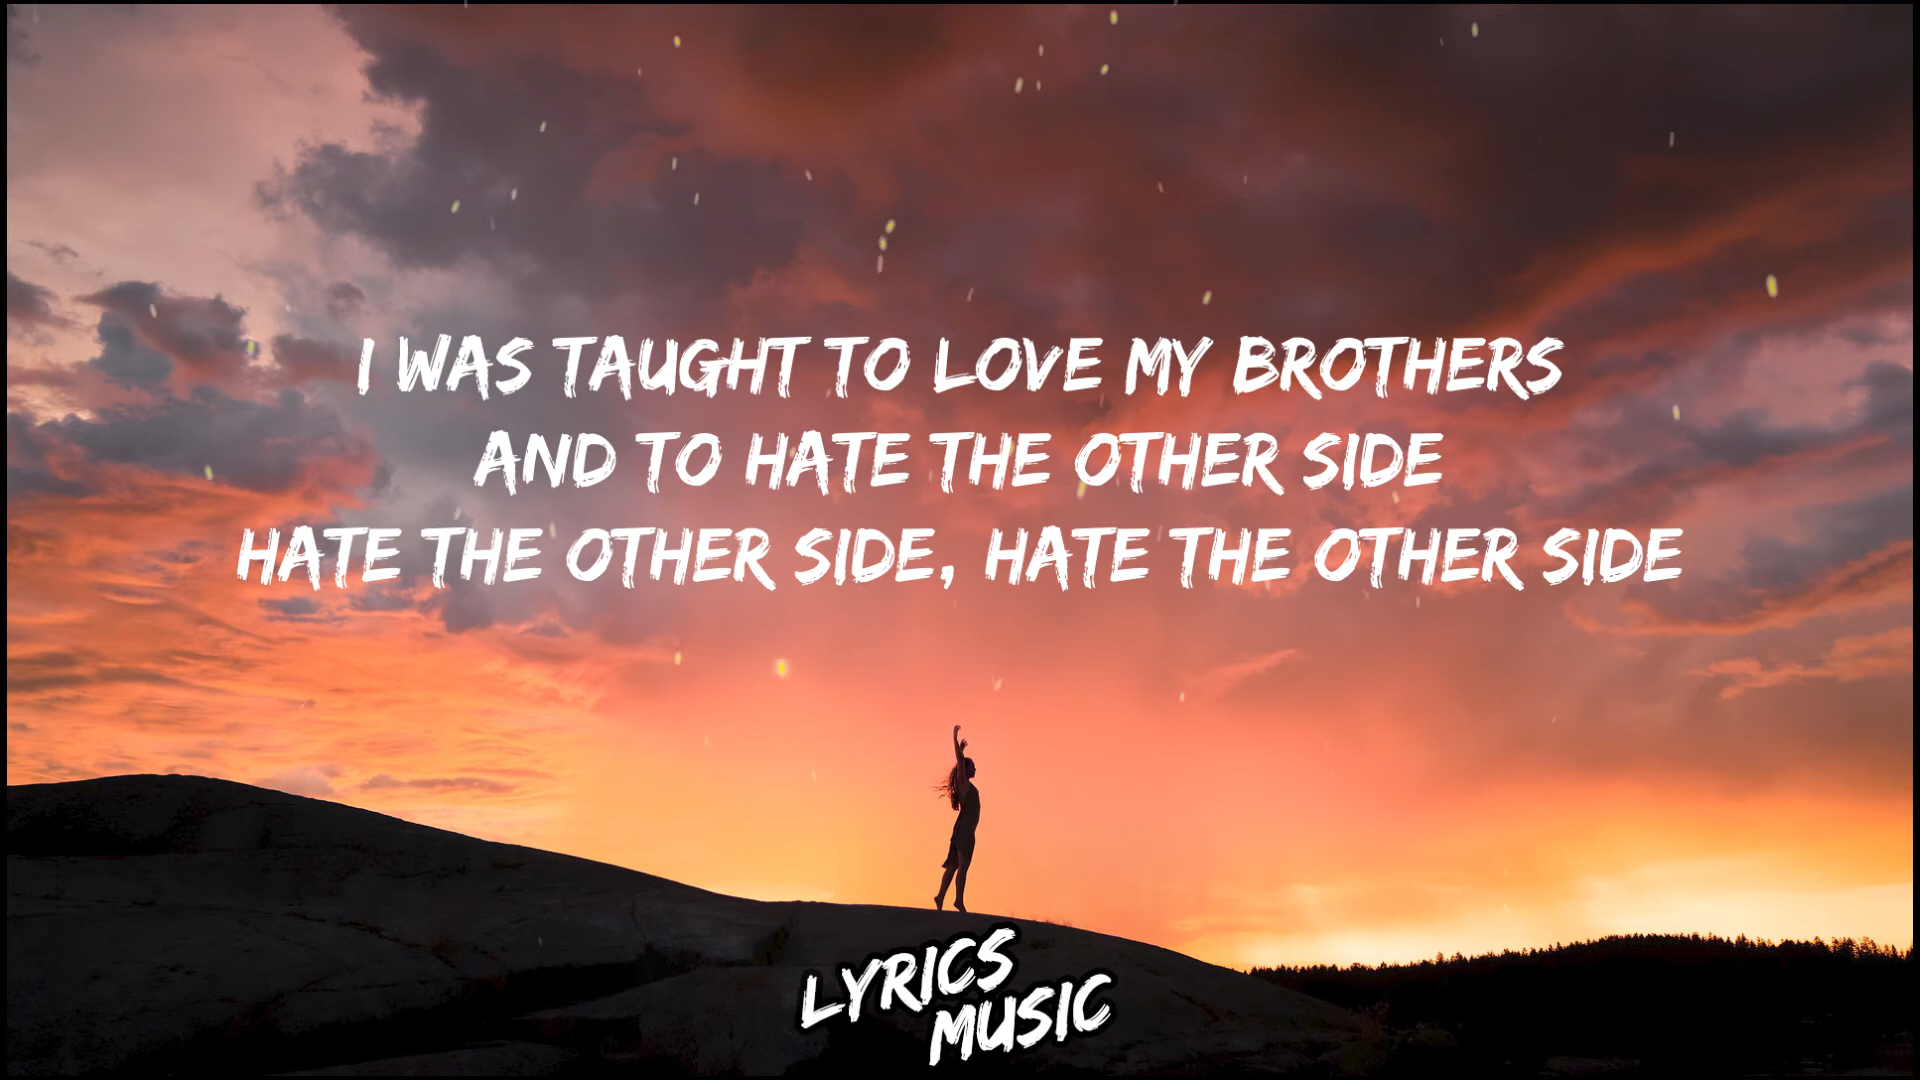 I WAS TAUGHT TO LOVE MY BROTHERS
AND TO HATE THE OTHER SIDE
HATE THE OTHER SIDE, HATE THE OTHER SIDE
LYRICS
MUSIC